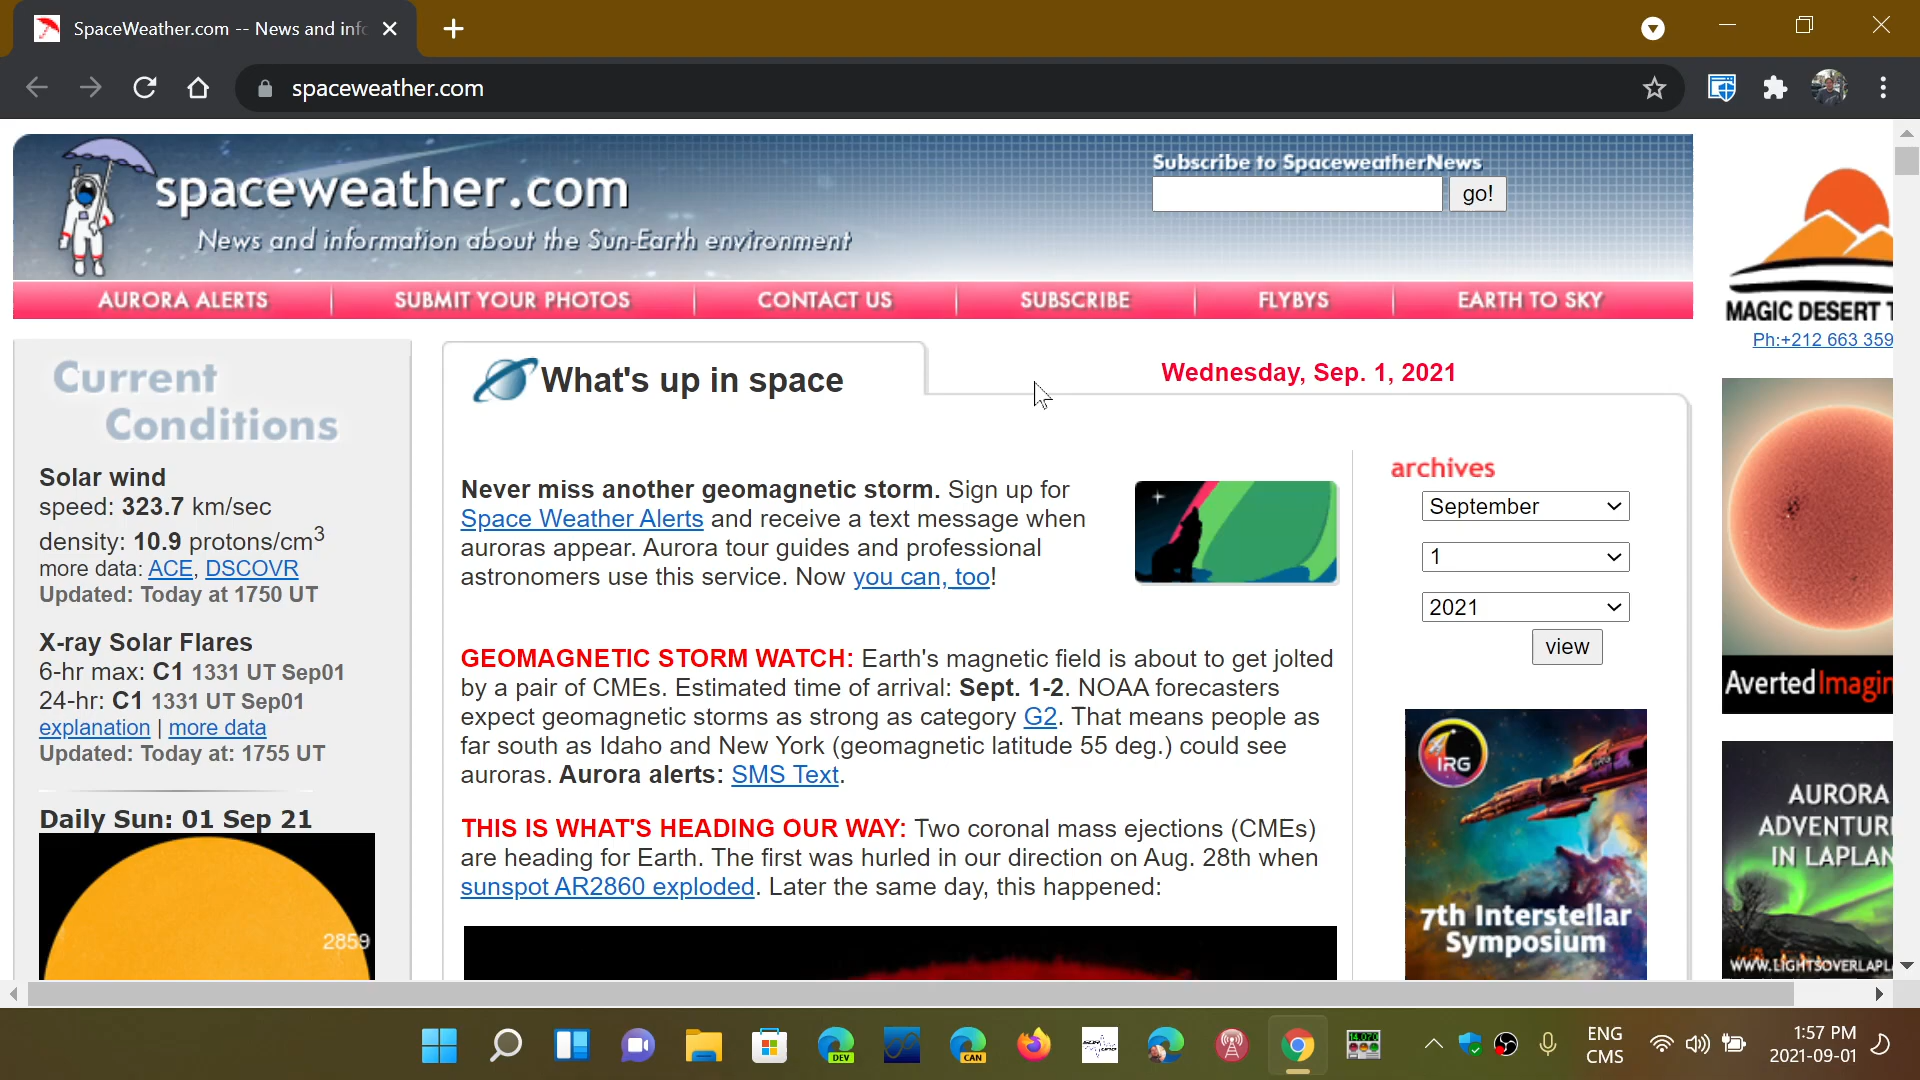 SpaceWeather.com -- News and info
spaceweather.com
spaceweather.com
News and information about the Sun-Earth environment
Subscribe to SpaceweatherNews
go!
AURORA ALERTS
SUBMIT YOUR PHOTOS
CONTACT US
SUBSCRIBE
FLYBYS
EARTH TO SKY
MAGIC DESERT
Ph:+212 663 359
Current
Conditions
Solar wind
speed: 323.7 km/sec
density: 10.9 protons/cm3
more data: ACE, DSCOVR
Updated: Today at 1750 UT
X-ray Solar Flares
6-hr max: C1 1331 UT Sep01
24-hr: C1 1331 UT Sep01
explanation | more data
Updated: Today at: 1755 UT
Daily Sun: 01 Sep 21
2859
What's up in space
Wednesday, Sep. 1, 2021
Never miss another geomagnetic storm. Sign up for
Space Weather Alerts and receive a text message when
auroras appear. Aurora tour guides and professional
astronomers use this service. Now you can, too!
GEOMAGNETIC STORM WATCH: Earth's magnetic field is about to get jolted
by a pair of CMEs. Estimated time of arrival: Sept. 1-2. NOAA forecasters
expect geomagnetic storms as strong as category G2. That means people as
far south as Idaho and New York (geomagnetic latitude 55 deg.) could see
auroras. Aurora alerts: SMS Text.
THIS IS WHAT'S HEADING OUR WAY: Two coronal mass ejections (CMEs)
are heading for Earth. The first was hurled in our direction on Aug. 28th when
sunspot AR2860 exploded. Later the same day, this happened:
archives
September
1
2021
view
IRG
7th Interstellar
Symposium
Averted Imagin
AURORA
ADVENTUR
IN LAPLAN
WWW.LIGHTSOVERLAPL
DEV
CAN
ENG
CMS
1:57 PM
2021-09-01